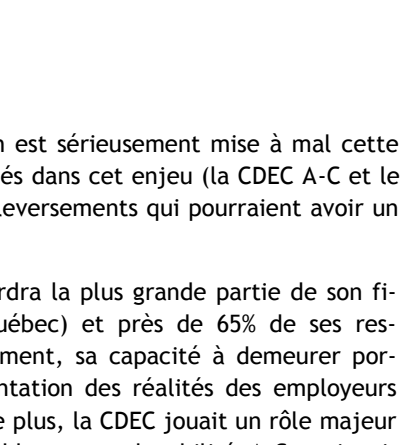 est sérieusement mise à mal cette
és dans cet enjeu (la CDEC A-C et le
leversements qui pourraient avoir un
rdra la plus grande partie de son fi-
uébec) et près de 65% de ses res-
ment, sa capacité à demeurer por-
ntation des réalités des employeurs
plus, la CDEC jouait un rôle majeur